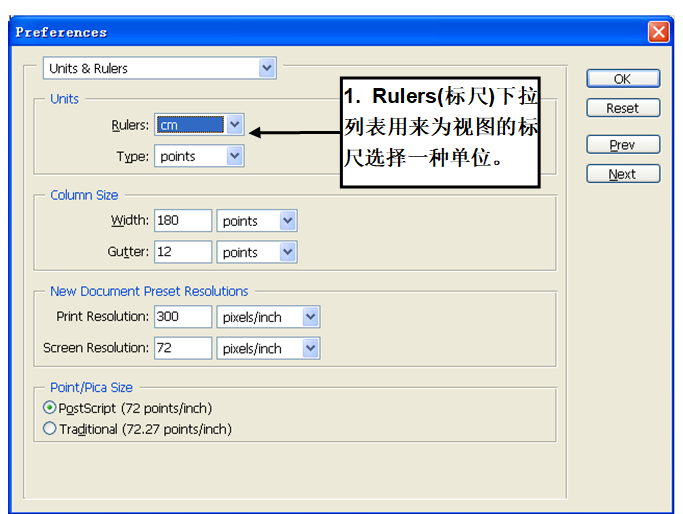 Preferences
Units & Rulers
OK
Reset
Prev
Next
Units
Rulers: cm
Type: points
1. Rulers(标尺)下拉
列表用来为视图的标
尺选择一种单位。
Column Size
Width: 180 points
Gutter: 12 points
New Document Preset Resolutions
Print Resolution: 300 pixels/inch
Screen Resolution: 72 pixels/inch
Point/Pica Size
PostScript (72 points/inch)
Traditional (72.27 points/inch)